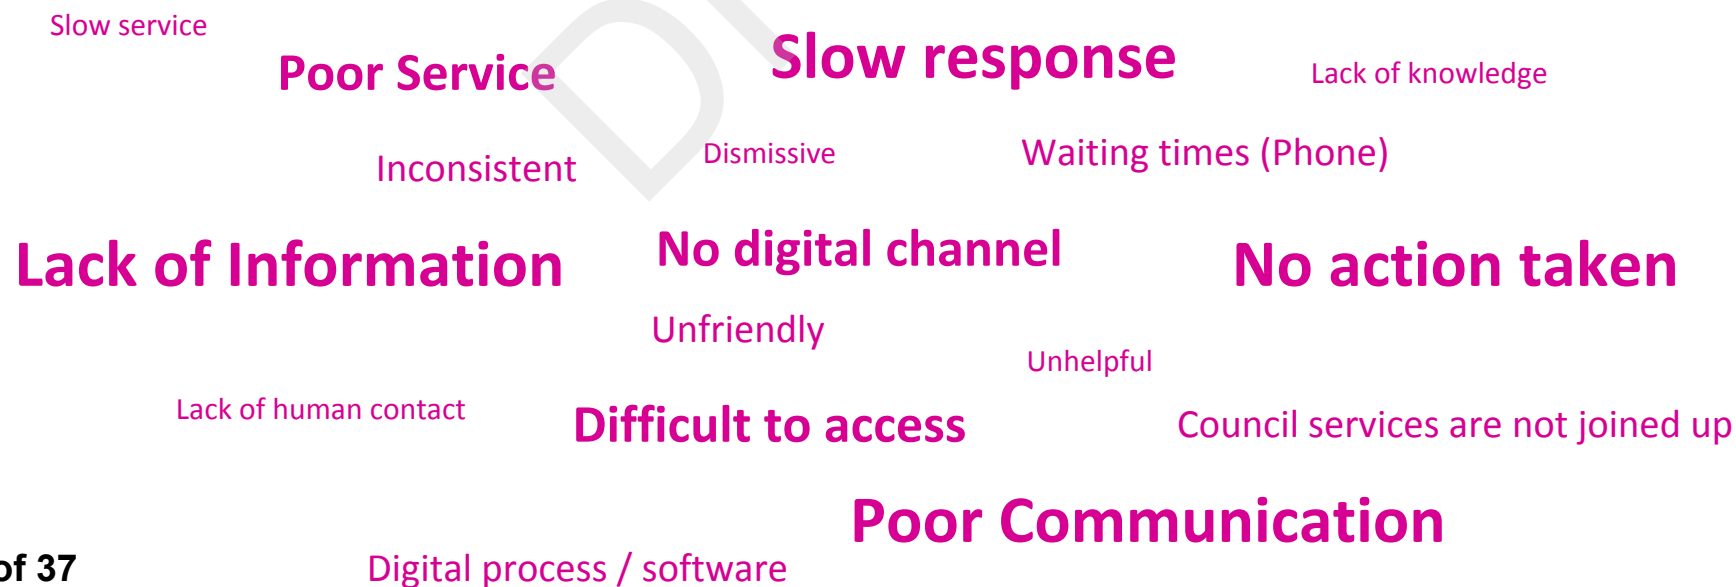 Slow service
Poor Service
Slow response
Lack of knowledge
Inconsistent
Dismissive
Waiting times (Phone)
Lack of Information
No digital channel
No action taken
Unfriendly
Unhelpful
Lack of human contact
Difficult to access
Council services are not joined up
Poor Communication
of 37
Digital process / software